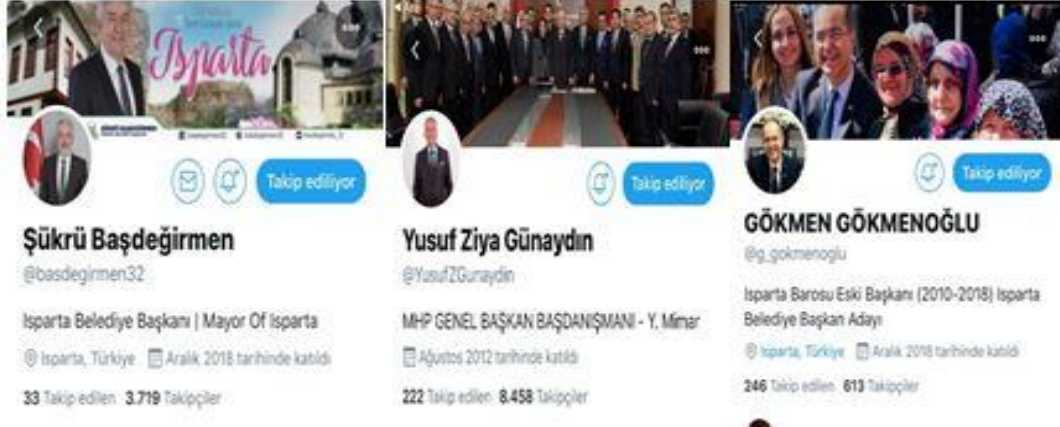 Isparta
Takip ediliyor
Şükrü Başdeğirmen
@basdegirmen32
Isparta Belediye Başkanı | Mayor Of Isparta
Isparta, Türkiye Aralık 2018 tarihinde katıldı
33 Takip edilen 3.719 Takipçiler
Takip ediliyor
Yusuf Ziya Günaydın
@YusufZGunaydin
MHP GENEL BAŞKAN BAŞDANIŞMANI - Y. Mimar
Ağustos 2012 tarihinde katıldı
222 Takip edilen 8.458 Takipçiler
Takip ediliyor
GÖKMEN GÖKMENOĞLU
@g_gokmenoglu
Isparta Barosu Eski Başkanı (2010-2018) Isparta
Belediye Başkan Adayı
Isparta, Türkiye Aralık 2018 tarihinde katıldı
246 Takip edilen 613 Takipçiler